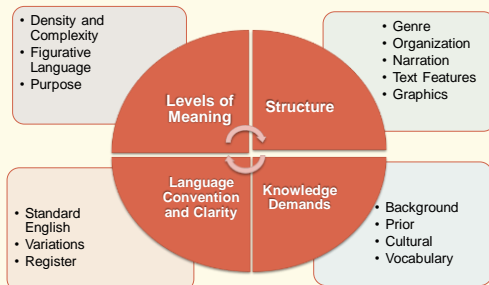 • Density and
Complexity
• Figurative
Language
• Purpose
• Genre
• Organization
• Narration
• Text Features
• Graphics
Levels of
Meaning
Structure
Language
Convention
and Clarity
Knowledge
Demands
• Standard
English
• Variations
• Register
• Background
• Prior
• Cultural
• Vocabulary